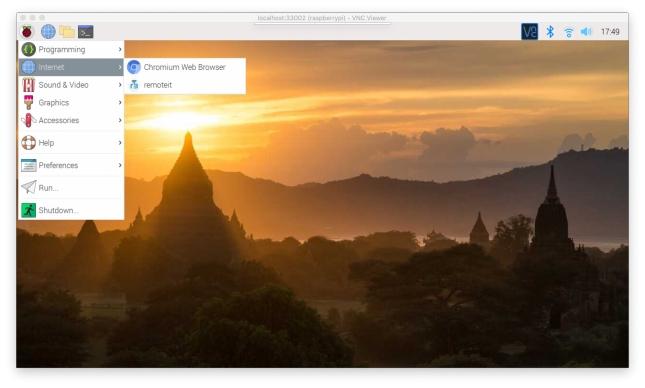 localhost:33002 (raspberrypi) - VNC Viewer
17:49
Programming
Internet
Chromium Web Browser
Sound & Video
remoteit
Graphics
Accessories
Help
Preferences
Run...
Shutdown...